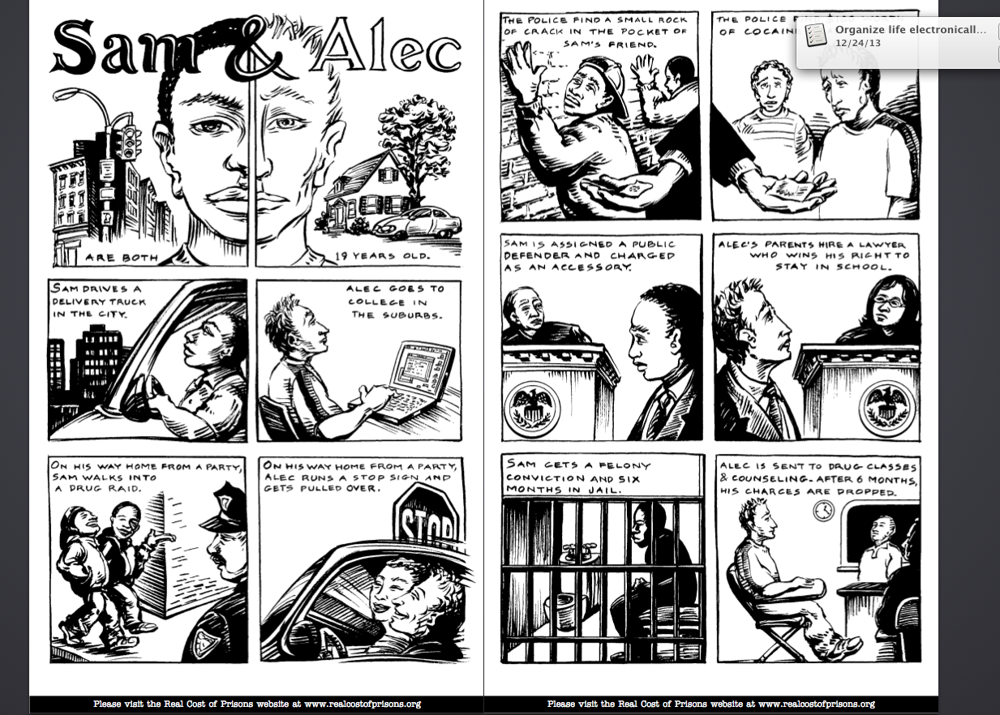 Sam & Alec
ARE BOTH
19 YEARS OLD.
SAM DRIVES A
DELIVERY TRUCK
IN THE CITY.
ALEC GOES TO
COLLEGE IN
THE SUBURBS.
ON HIS WAY HOME FROM A PARTY,
SAM WALKS INTO
A DRUG RAID.
ON HIS WAY HOME FROM A PARTY,
ALEC RUNS A STOP SIGN AND
GETS PULLED OVER.
STOP
Please visit the Real Cost of Prisons website at www.realcostofprisons.org
THE POLICE FIND A SMALL ROCK
OF CRACK IN THE POCKET OF
SAM'S FRIEND.
THE POLICE
OF
Organize life electronicall...
12/24/13
SAM IS ASSIGNED A PUBLIC
DEFENDER AND CHARGED
AS AN ACCESSORY.
ALEC'S PARENTS HIRE A LAWYER
WHO WINS HIS RIGHT TO
STAY IN SCHOOL.
SAM GETS A FELONY
CONVICTION AND SIX
MONTHS IN JAIL.
ALEC IS SENT TO DRUG CLASSES
& COUNSELING. AFTER 6 MONTHS,
HIS CHARGES ARE DROPPED.
Please visit the Real Cost of Prisons website at www.realcostofprisons.org